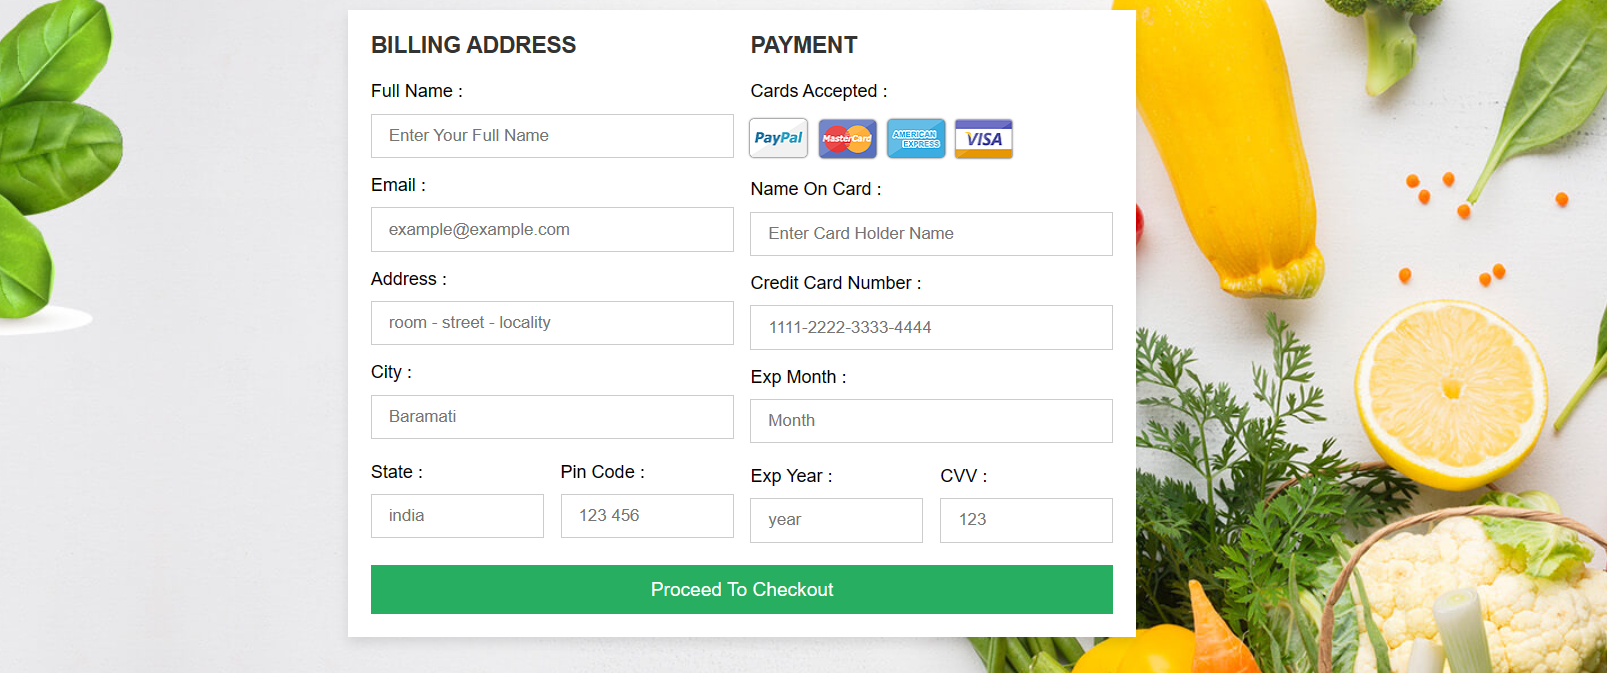 BILLING ADDRESS
Full Name :
Enter Your Full Name
Email :
example@example.com
Address :
room - street - locality
City :
Baramati
State :
Pin Code :
india
123 456
PAYMENT
Cards Accepted :
PayPal
MasterCard
AMERICAN
EXPRESS
VISA
Name On Card :
Enter Card Holder Name
Credit Card Number :
1111-2222-3333-4444
Exp Month :
Month
Exp Year :
CVV :
year
123
Proceed To Checkout